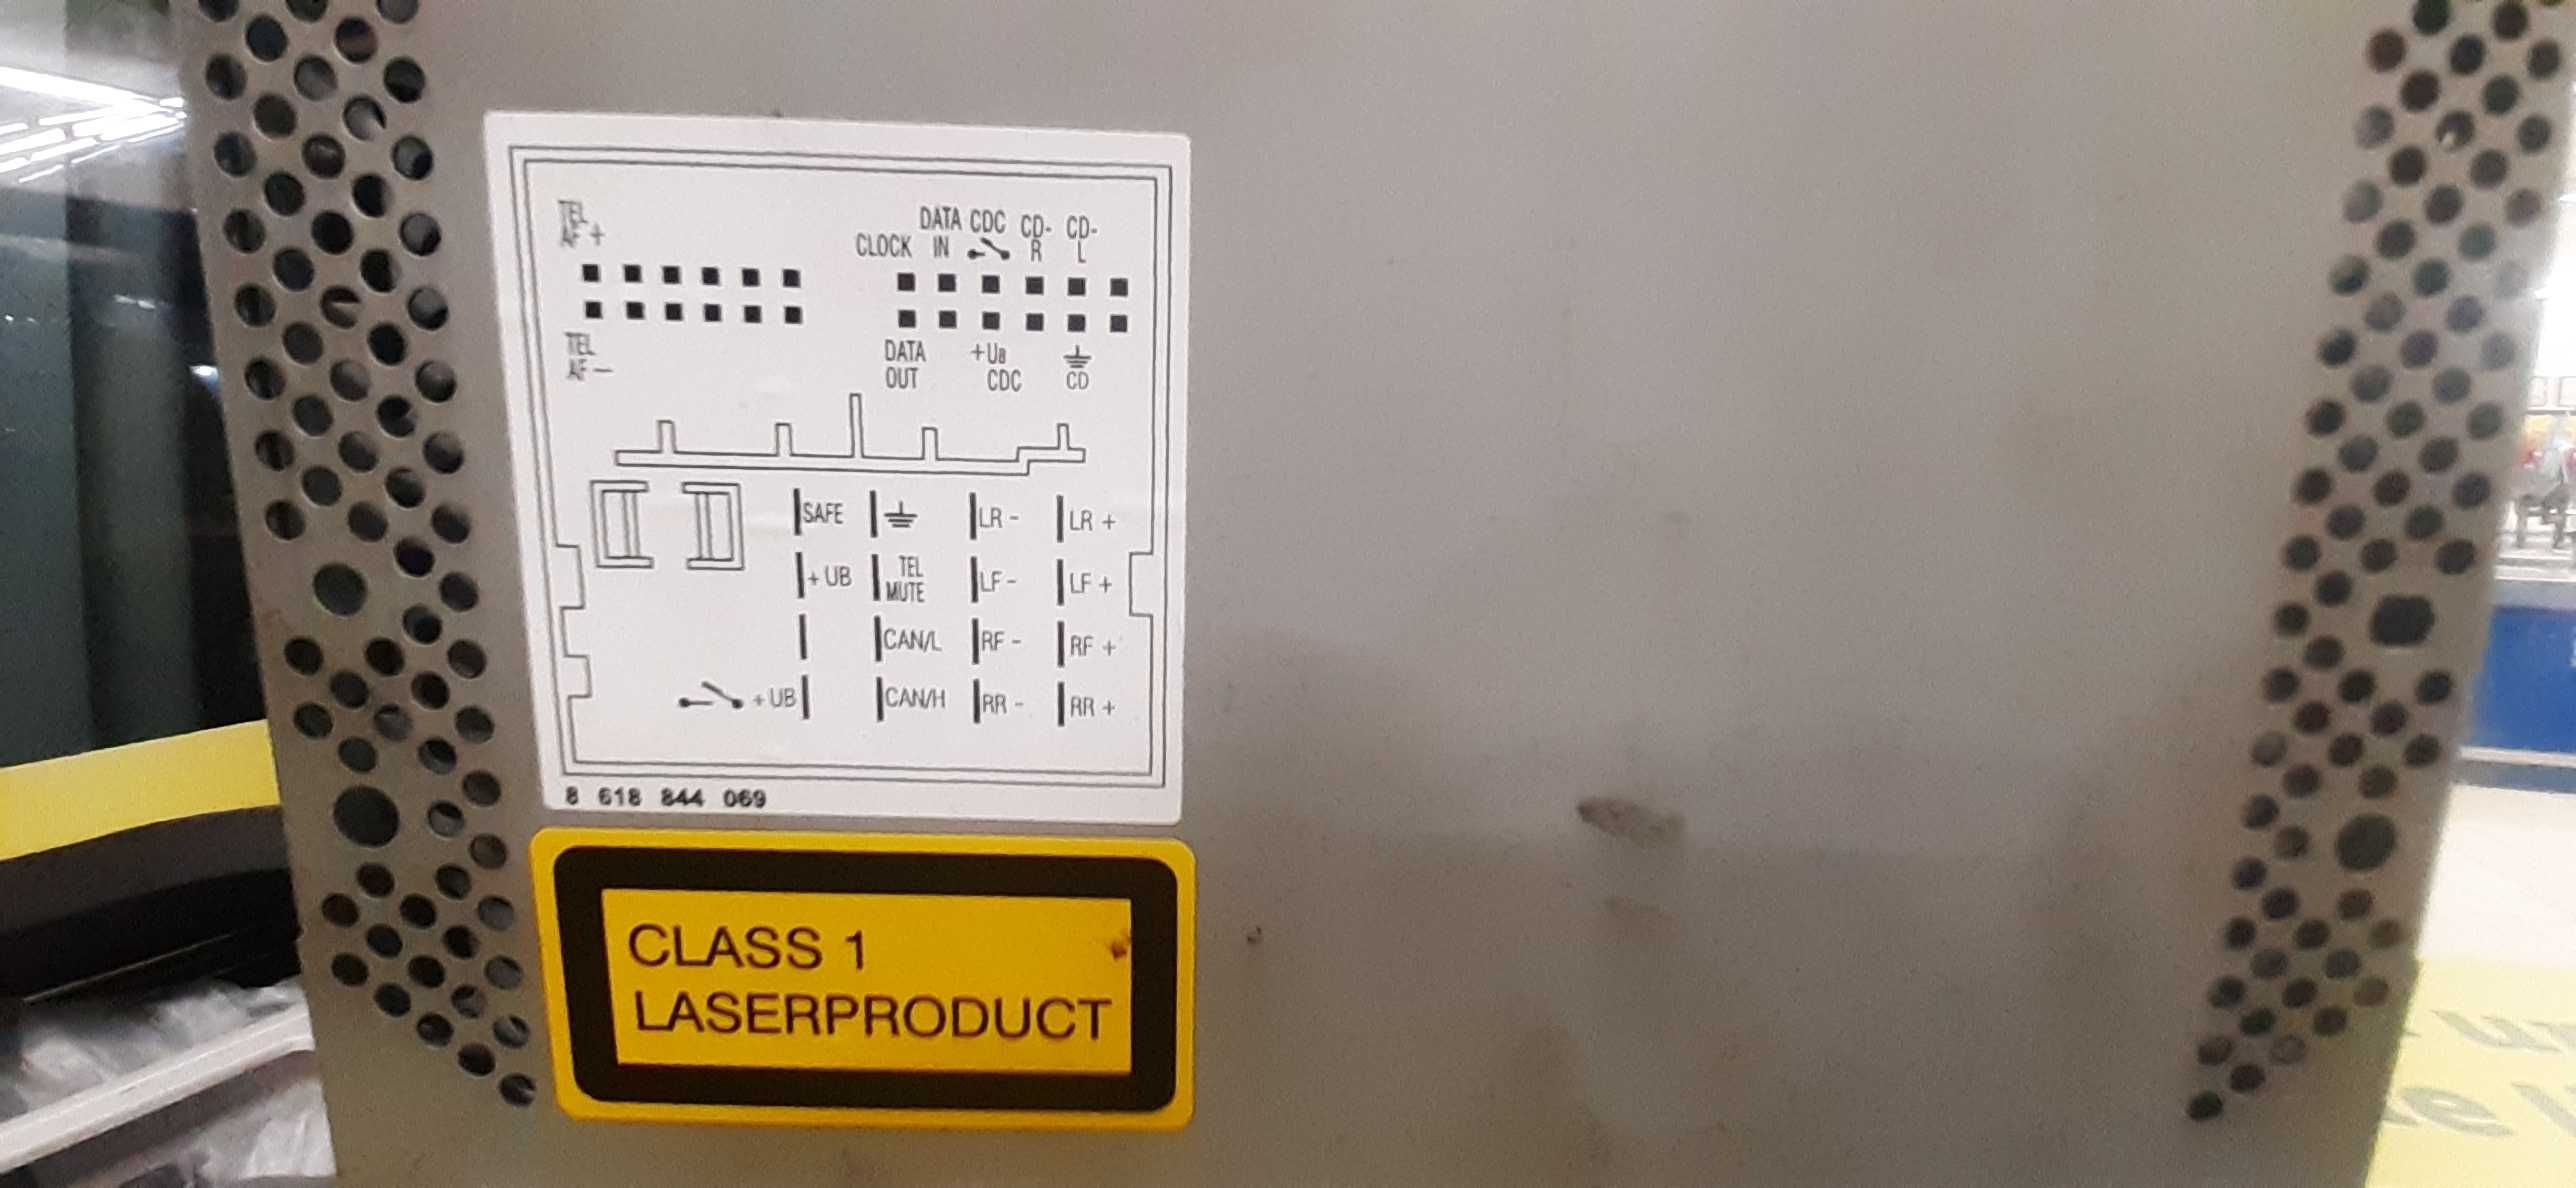 TEL
AF +
DATA CDC CD- CD-
CLOCK IN R L
TEL
AF –
DATA +UB
OUT CDC CD
SAFE LR - LR +
+ UB TEL MUTE LF - LF +
CAN/L RF - RF +
+ UB CAN/H RR - RR +
8 618 844 069
CLASS 1
LASERPRODUCT